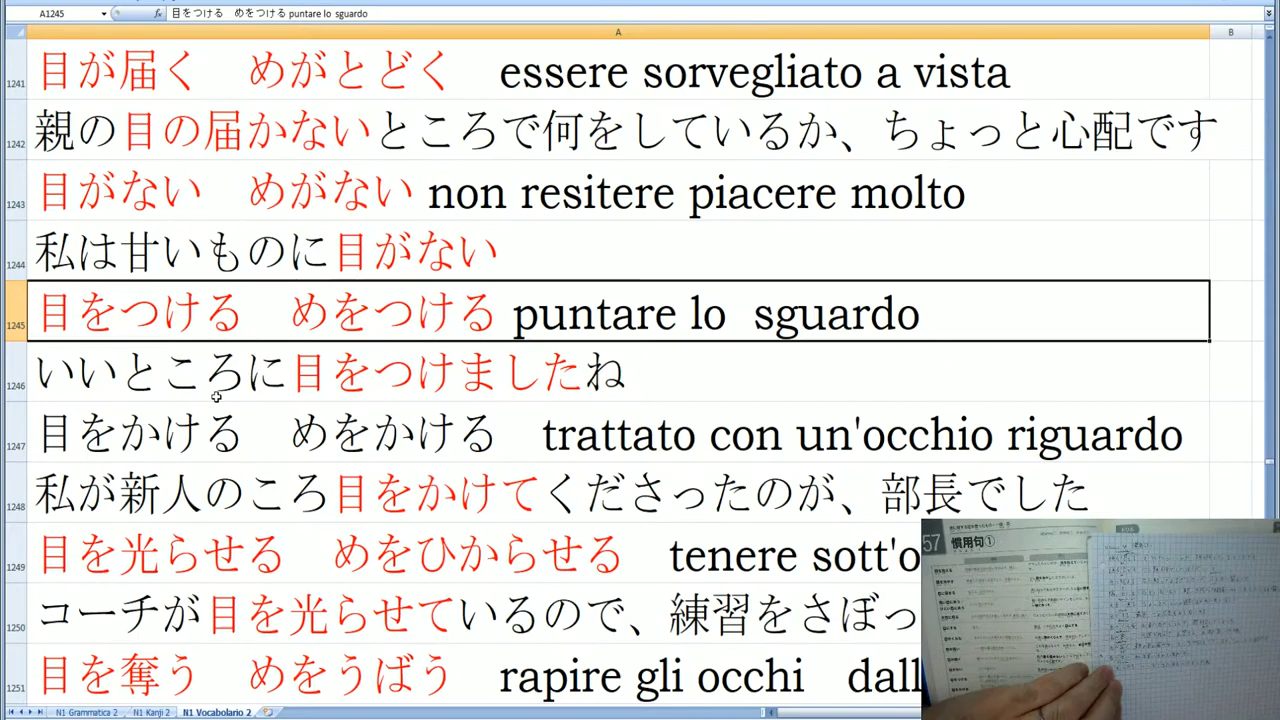 A1245 fx 目をつける　めをつける puntare lo sguardo
A B
1241 目が届く　めがとどく　essere sorvegliato a vista
1242 親の目の届かないところで何をしているか、ちょっと心配です
1243 目がない　めがない non resitere piacere molto
1244 私は甘いものに目がない
1245 目をつける　めをつける puntare lo sguardo
1246 いいところに目をつけましたね
1247 目をかける　めをかける　trattato con un'occhio riguardo
1248 私が新人のころ目をかけてくださったのが、部長でした
1249 目を光らせる　めをひからせる　tenere sott'o
1250 コーチが目を光らせているので、練習をさぼっ
1251 目を奪う　めをうばう　rapire gli occhi dall
57 慣用句①
N1 Grammatica 2 N1 Kanji 2 N1 Vocabolario 2